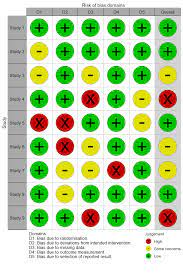 Risk of bias domains
D1 D2 D3 D4 D5 Overall
Study 1
Study 2
Study 3
Study 4
Study 5
Study 6
Study 7
Study 8
Study 9
Study
Domains:
D1: Bias due to randomisation
D2: Bias due to deviations from intended intervention
D3: Bias due to missing data
D4: Bias due to outcome measurement
D5: Bias due to selection of reported result
Judgement
High
Some concerns
Low